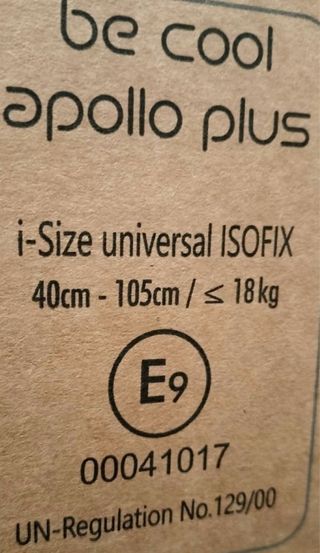 be cool
apollo plus
i-Size universal ISOFIX
40cm - 105cm / ≤ 18kg
E9
00041017
UN-Regulation No.129/00